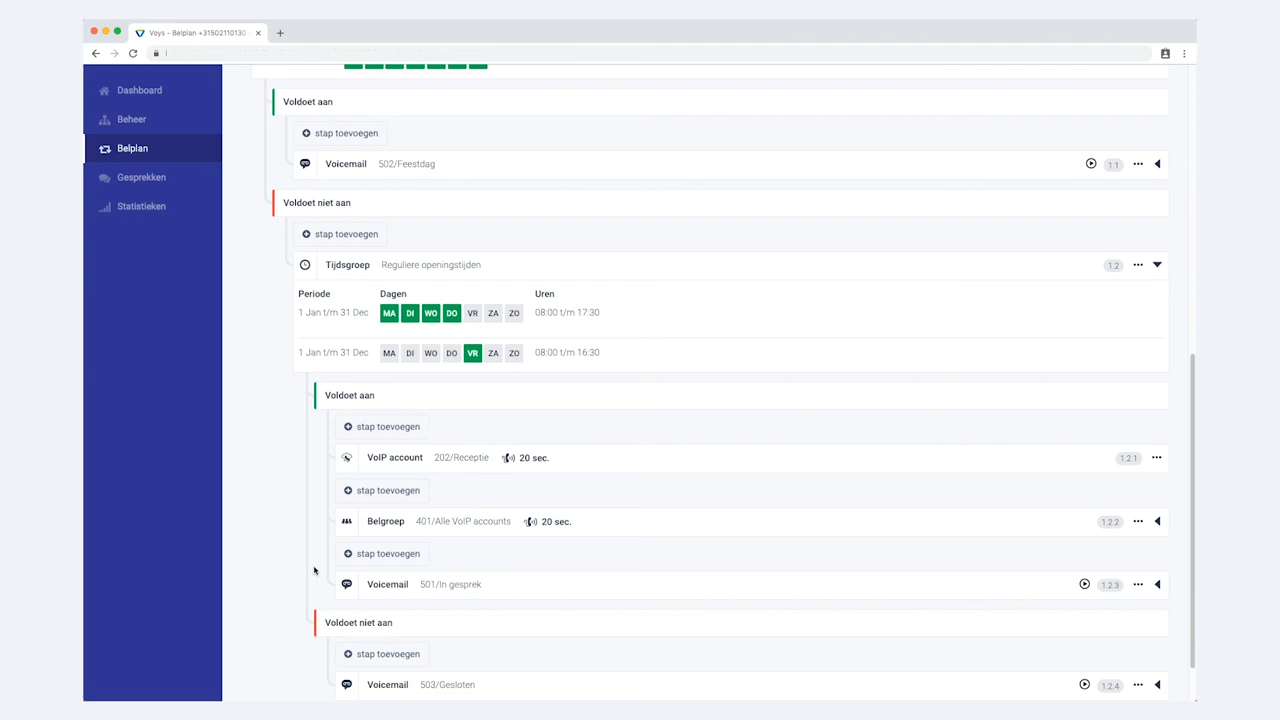 Voys - Belplan +31502110130
Dashboard
Beheer
Belplan
Gesprekken
Statistieken
Voldoet aan
stap toevoegen
Voicemail 502/Feestdag 1.1
Voldoet niet aan
stap toevoegen
Tijdsgroep Reguliere openingstijden 1.2
Periode Dagen Uren
1 Jan t/m 31 Dec MA DI WO DO VR ZA ZO 08:00 t/m 17:30
1 Jan t/m 31 Dec MA DI WO DO VR ZA ZO 08:00 t/m 16:30
Voldoet aan
stap toevoegen
VoIP account 202/Receptie 20 sec. 1.2.1
stap toevoegen
Belgroep 401/Alle VoIP accounts 20 sec. 1.2.2
stap toevoegen
Voicemail 501/In gesprek 1.2.3
Voldoet niet aan
stap toevoegen
Voicemail 503/Gesloten 1.2.4